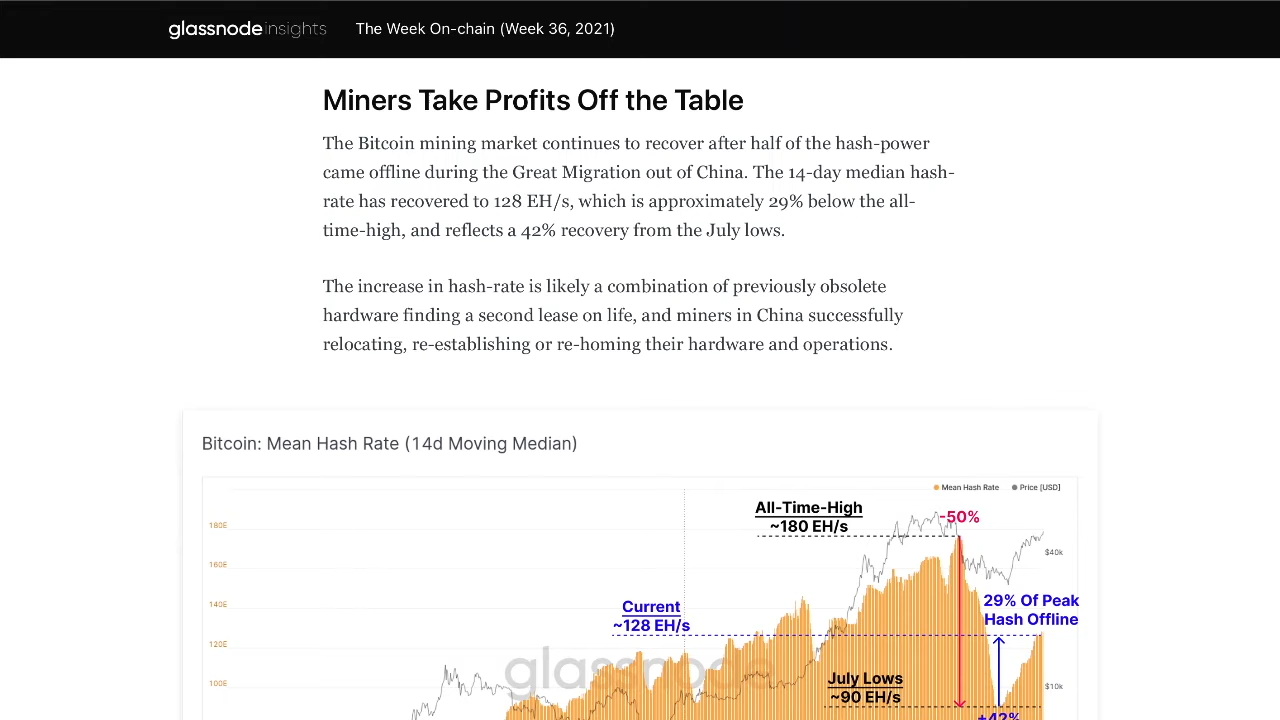 glassnode insights The Week On-chain (Week 36, 2021)
Miners Take Profits Off the Table
The Bitcoin mining market continues to recover after half of the hash-power
came offline during the Great Migration out of China. The 14-day median hash-
rate has recovered to 128 EH/s, which is approximately 29% below the all-
time-high, and reflects a 42% recovery from the July lows.
The increase in hash-rate is likely a combination of previously obsolete
hardware finding a second lease on life, and miners in China successfully
relocating, re-establishing or re-homing their hardware and operations.
Bitcoin: Mean Hash Rate (14d Moving Median)
Mean Hash Rate Price [USD]
All-Time-High
~180 EH/s
-50%
180E
$40k
160E
29% Of Peak
Hash Offline
140E
Current
~128 EH/s
120E
glassnode
100E
July Lows
~90 EH/s
$10k
+42%